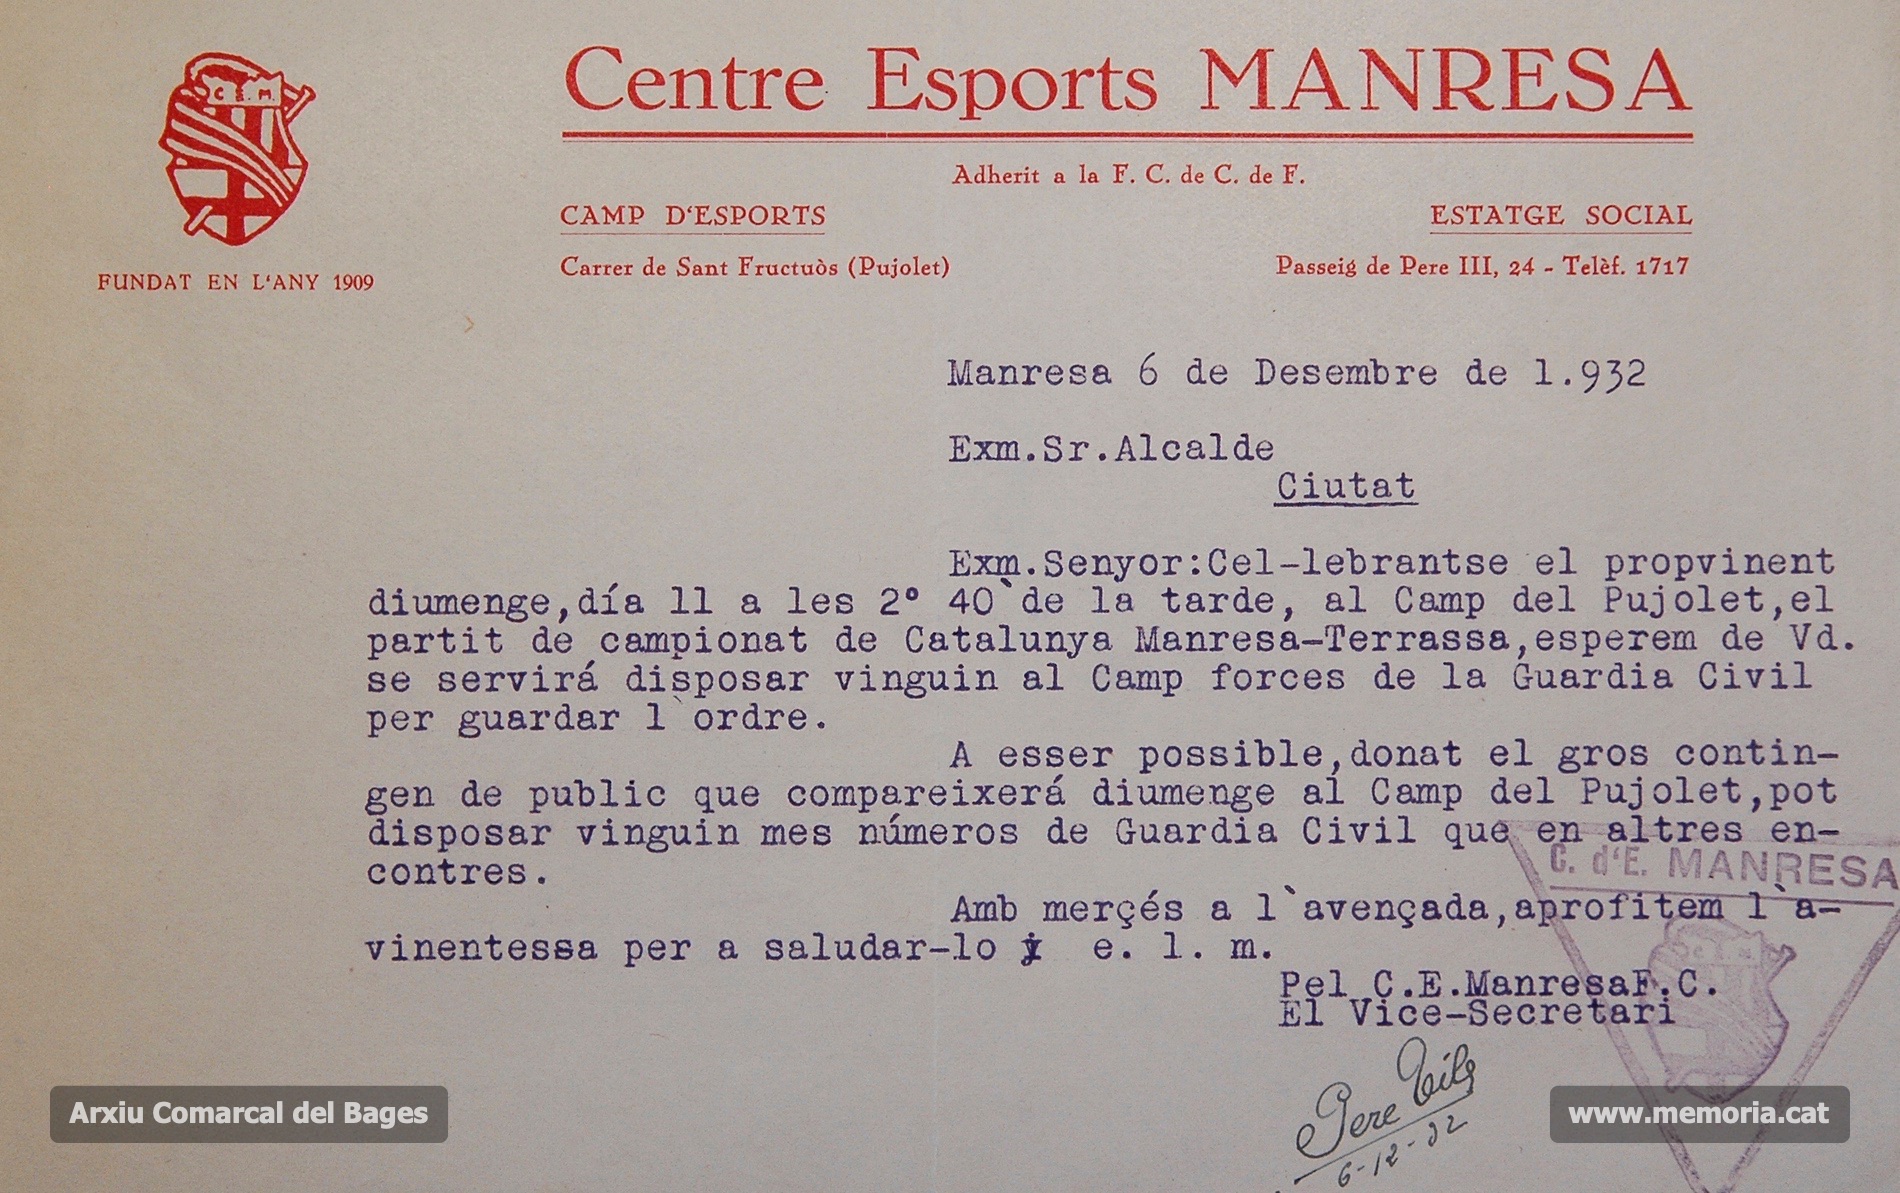 C E. M.
FUNDAT EN L'ANY 1909
Centre Esports MANRESA
Adherit a la F. C. de C. de F.
CAMP D'ESPORTS
Carrer de Sant Fructuòs (Pujolet)
ESTATGE SOCIAL
Passeig de Pere III, 24 - Telèf. 1717
Manresa 6 de Desembre de 1.932
Exm.Sr.Alcalde
Ciutat
Exm.Senyor:Cel-lebrantse el propvinent
diumenge,día 11 a les 2º 40`de la tarde, al Camp del Pujolet,el
partit de campionat de Catalunya Manresa-Terrassa,esperem de Vd.
se servirá disposar vinguin al Camp forces de la Guardia Civil
per guardar l`ordre.
A esser possible,donat el gros contin-
gen de public que compareixerá diumenge al Camp del Pujolet,pot
disposar vinguin mes números de Guardia Civil que en altres en-
contres.
C. d'E. MANRESA
Amb merçés a l`avençada,aprofitem l`a-
vinentessa per a saludar-lo i e. l. m.
Pel C.E.ManresaF.C.
El Vice-Secretari
Pere
6-12-32
Arxiu Comarcal del Bages
www.memoria.cat